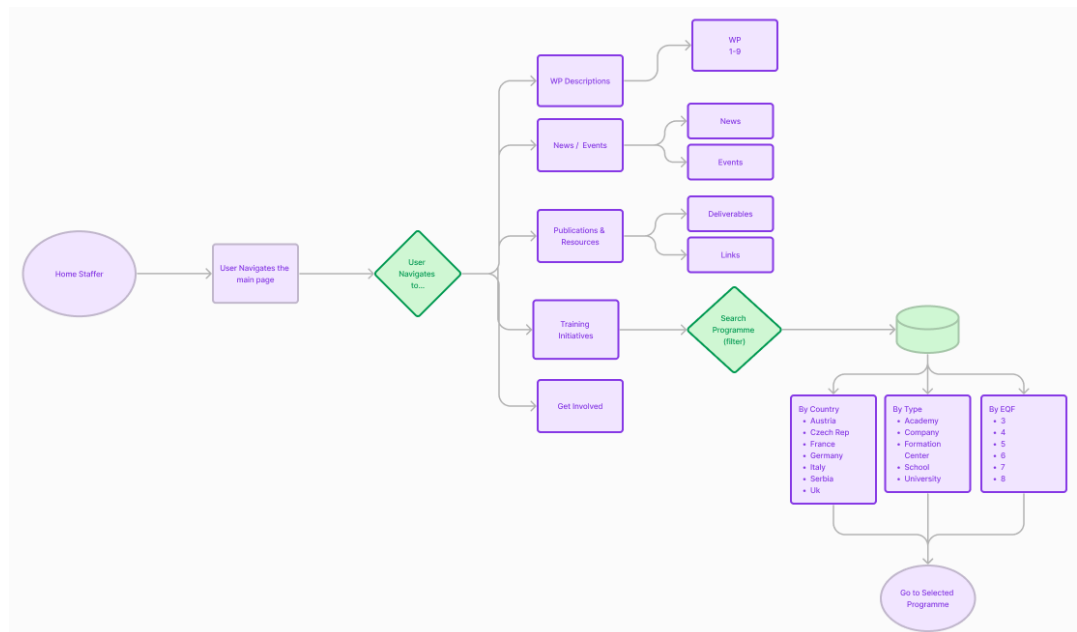 Home Staffer
User Navigates the
main page
User
Navigates
to...
WP Descriptions
WP
1-9
News / Events
News
Events
Publications &
Resources
Deliverables
Links
Training
Initiatives
Search
Programme
(filter)
Get Involved
By Country
• Austria
• Czech Rep
• France
• Germany
• Italy
• Serbia
• Uk
By Type
• Academy
• Company
• Formation
Center
• School
• University
By EQF
• 3
• 4
• 5
• 6
• 7
• 8
Go to Selected
Programme